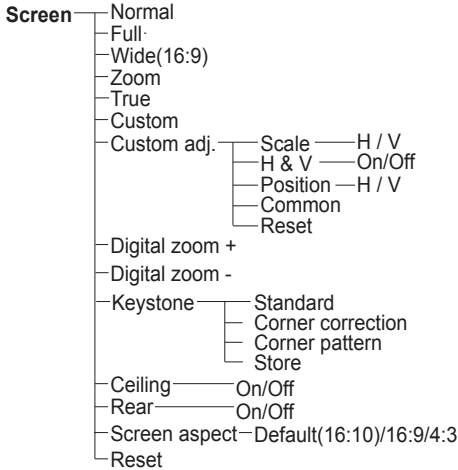 Screen Normal
Full
Wide(16:9)
Zoom
True
Custom
Custom adj. Scale H / V
H & V On/Off
Position H / V
Common
Reset
Digital zoom +
Digital zoom -
Keystone Standard
Corner correction
Corner pattern
Store
Ceiling On/Off
Rear On/Off
Screen aspect Default(16:10)/16:9/4:3
Reset